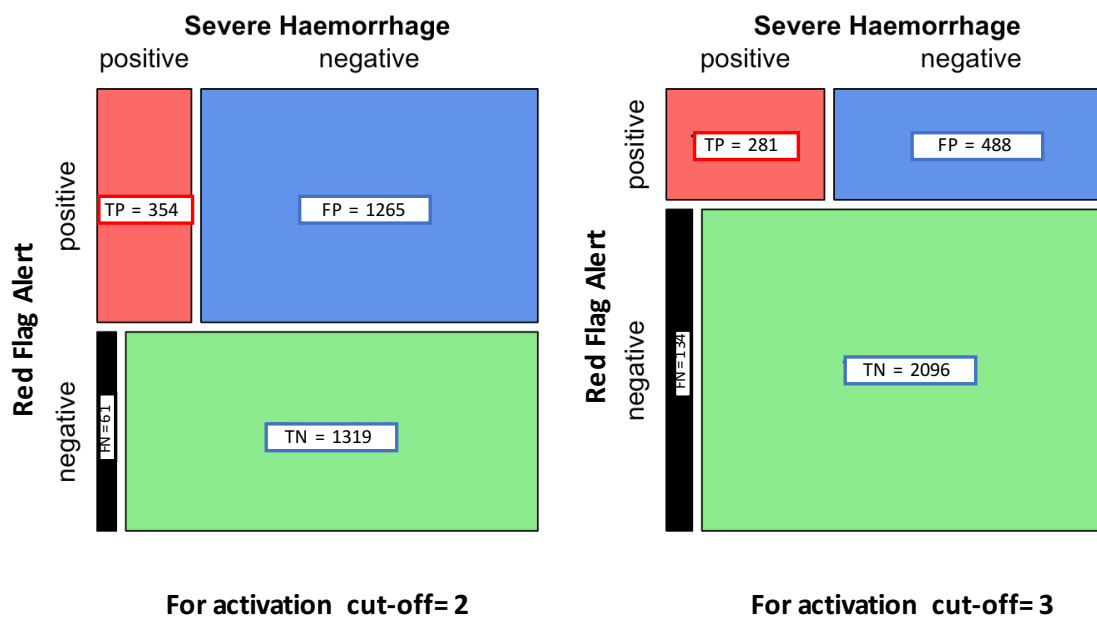 Severe Haemorrhage
positive negative
Red Flag Alert
positive
negative
TP = 354
FP = 1265
FN = 61
TN = 1319
For activation cut-off= 2
Severe Haemorrhage
positive negative
Red Flag Alert
positive
negative
TP = 281
FP = 488
FN = 134
TN = 2096
For activation cut-off= 3